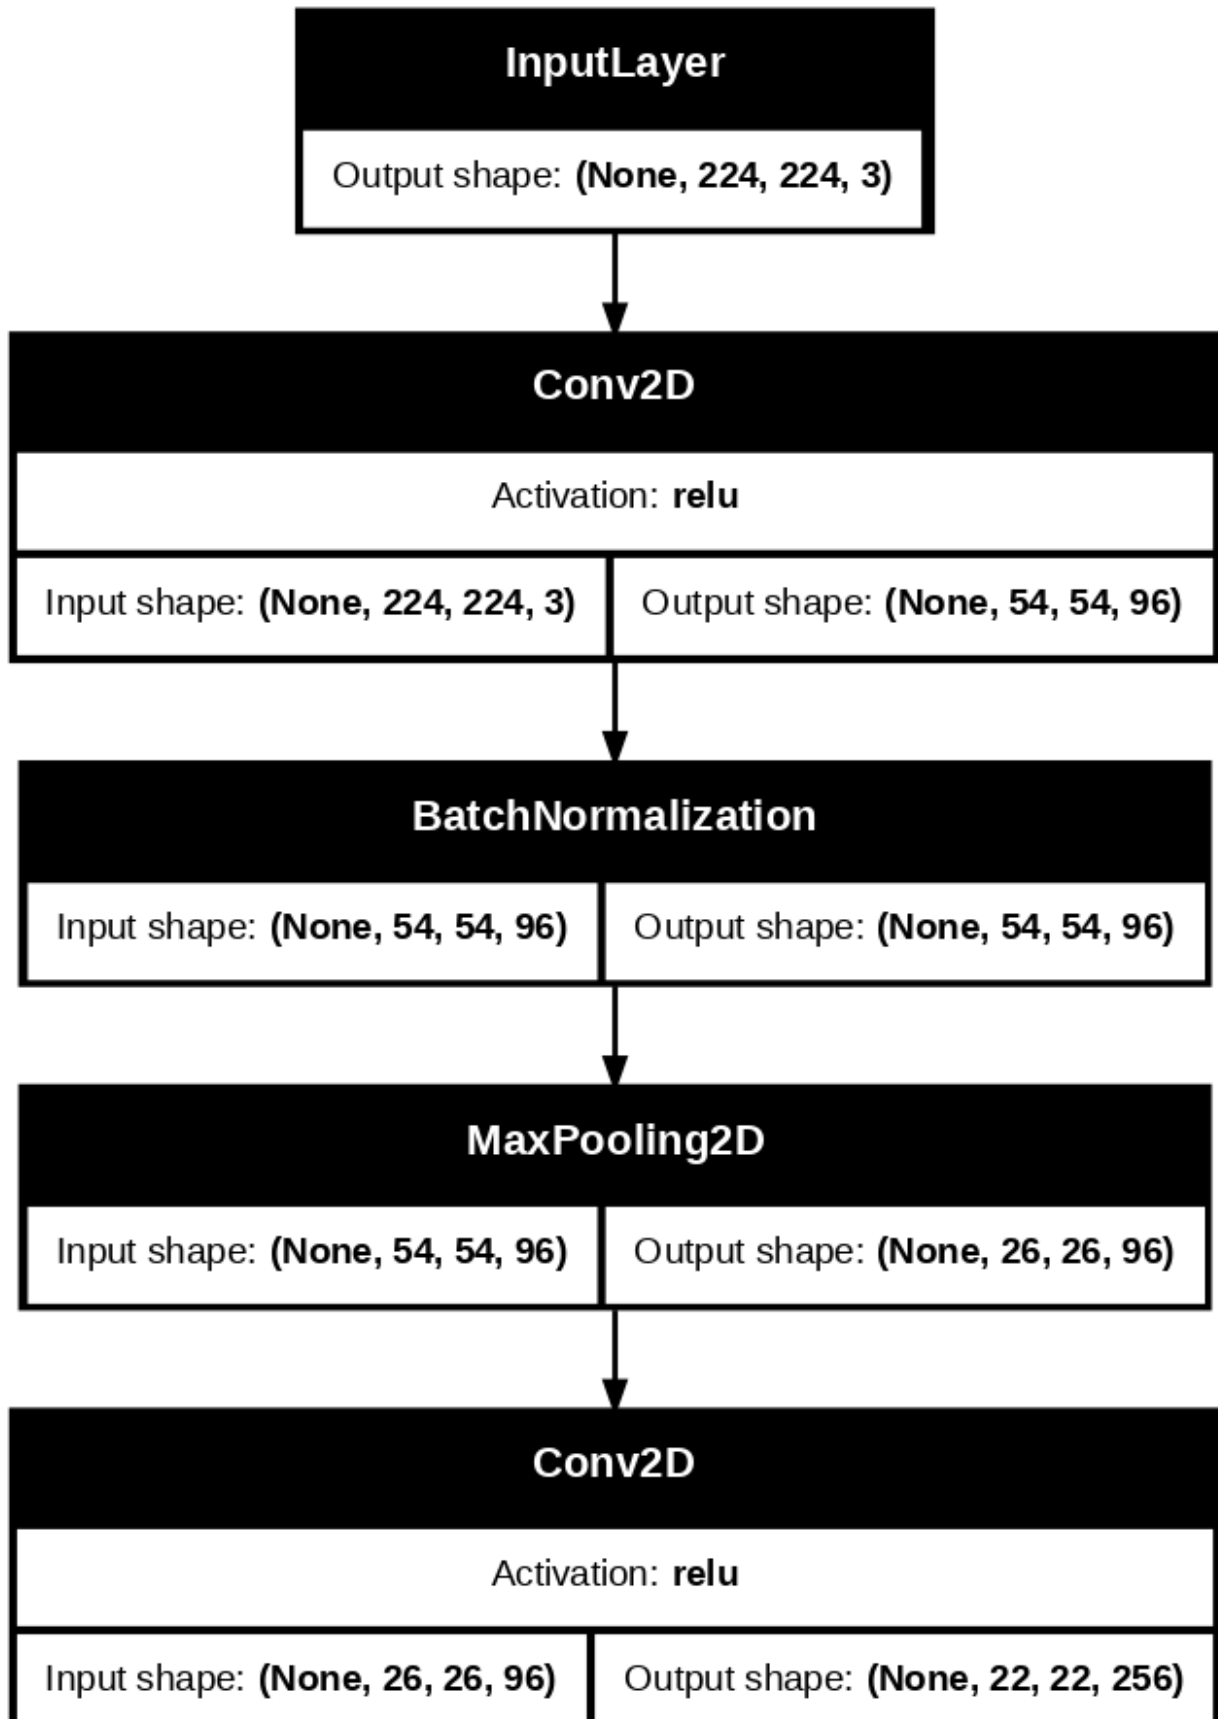 InputLayer
Output shape: (None, 224, 224, 3)
Conv2D
Activation: relu
Input shape: (None, 224, 224, 3) Output shape: (None, 54, 54, 96)
BatchNormalization
Input shape: (None, 54, 54, 96) Output shape: (None, 54, 54, 96)
MaxPooling2D
Input shape: (None, 54, 54, 96) Output shape: (None, 26, 26, 96)
Conv2D
Activation: relu
Input shape: (None, 26, 26, 96) Output shape: (None, 22, 22, 256)